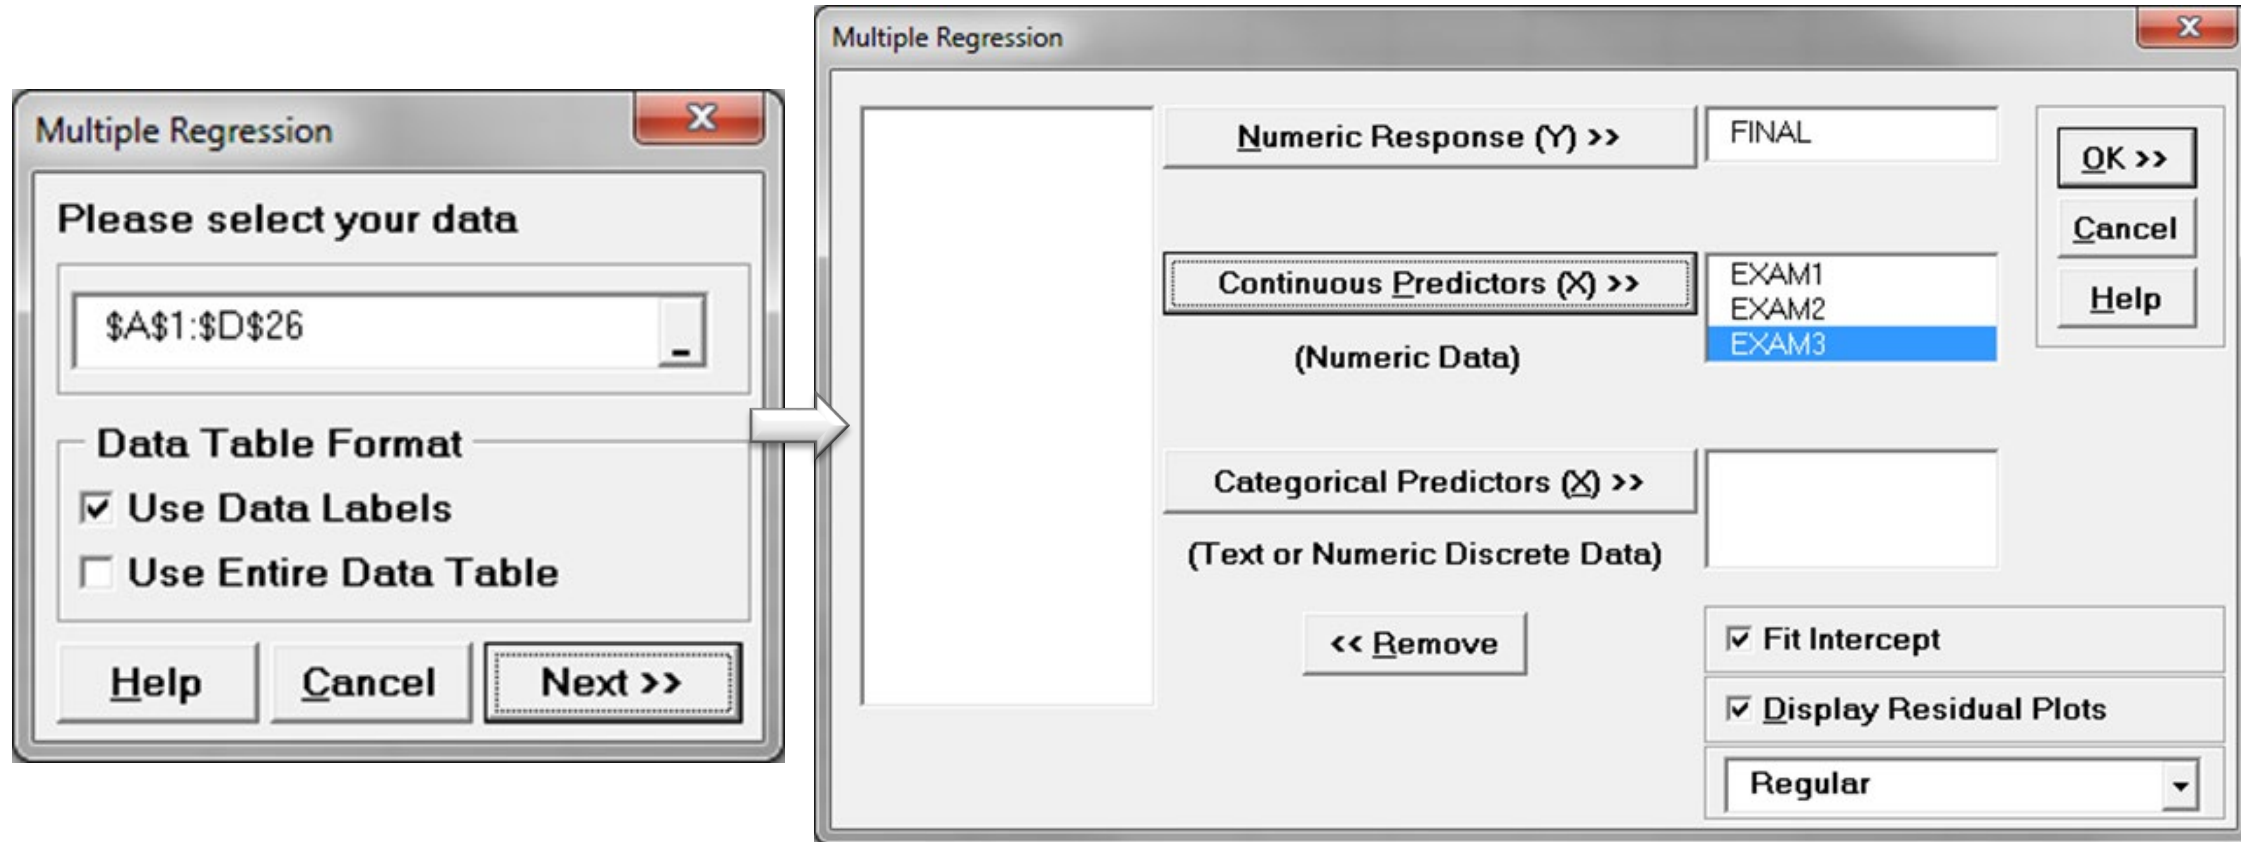 Multiple Regression
Please select your data
$A$1:$D$26
Data Table Format
Use Data Labels
Use Entire Data Table
Help
Cancel
Next >>
Multiple Regression
Numeric Response (Y) >>
FINAL
OK >>
Cancel
Help
Continuous Predictors (X) >>
(Numeric Data)
EXAM1
EXAM2
EXAM3
Categorical Predictors (X) >>
(Text or Numeric Discrete Data)
<< Remove
Fit Intercept
Display Residual Plots
Regular